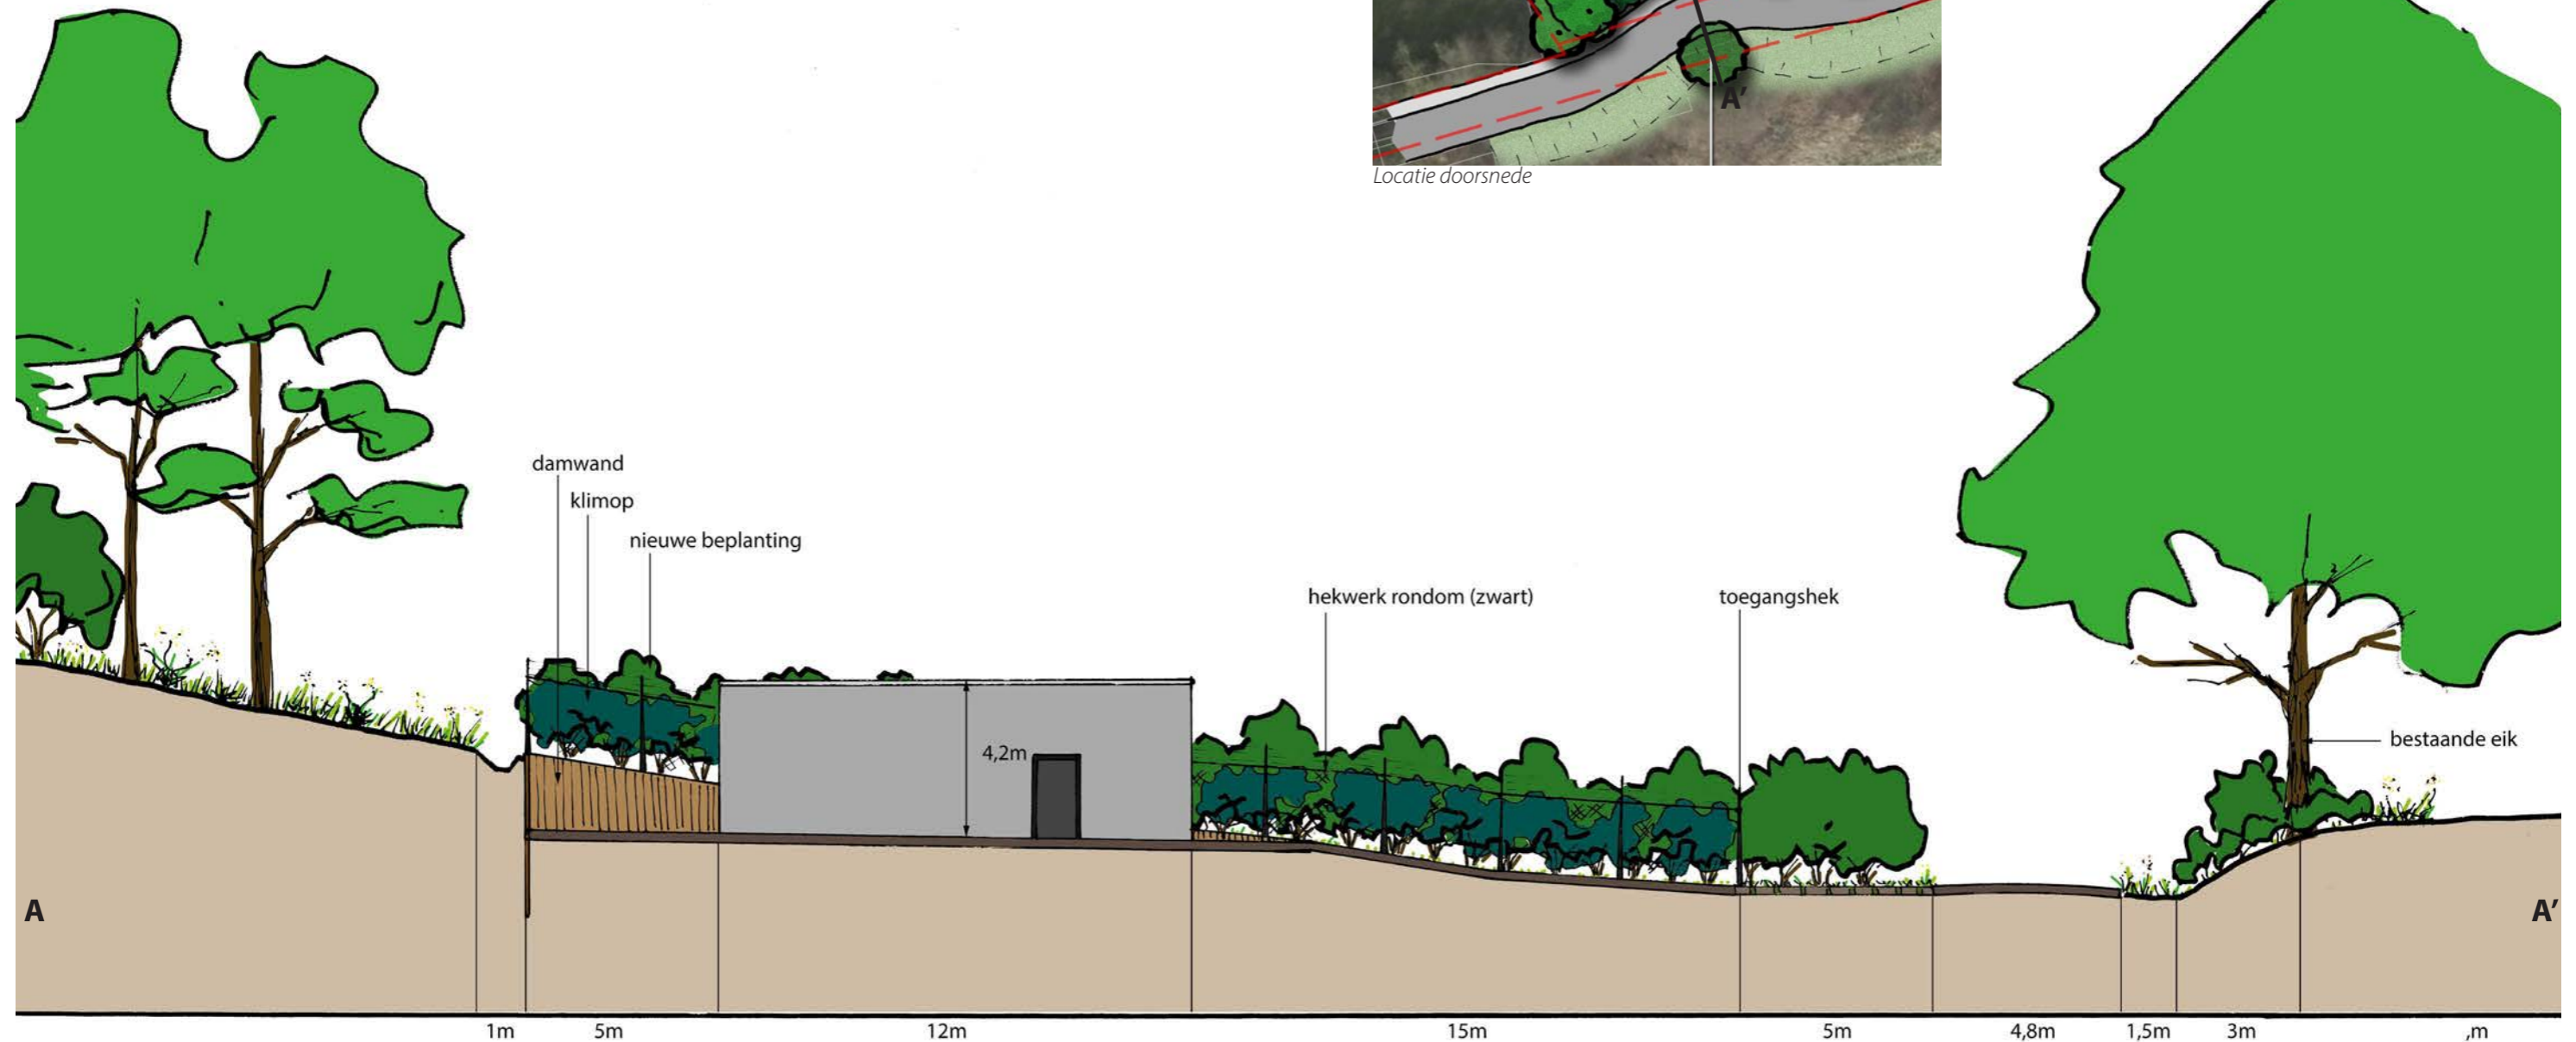 A'
Locatie doorsnede
damwand
klimop
nieuwe beplanting
hekwerk rondom (zwart)
toegangshek
bestaande eik
4,2m
A
A'
1m 5m 12m 15m 5m 4,8m 1,5m 3m ,m